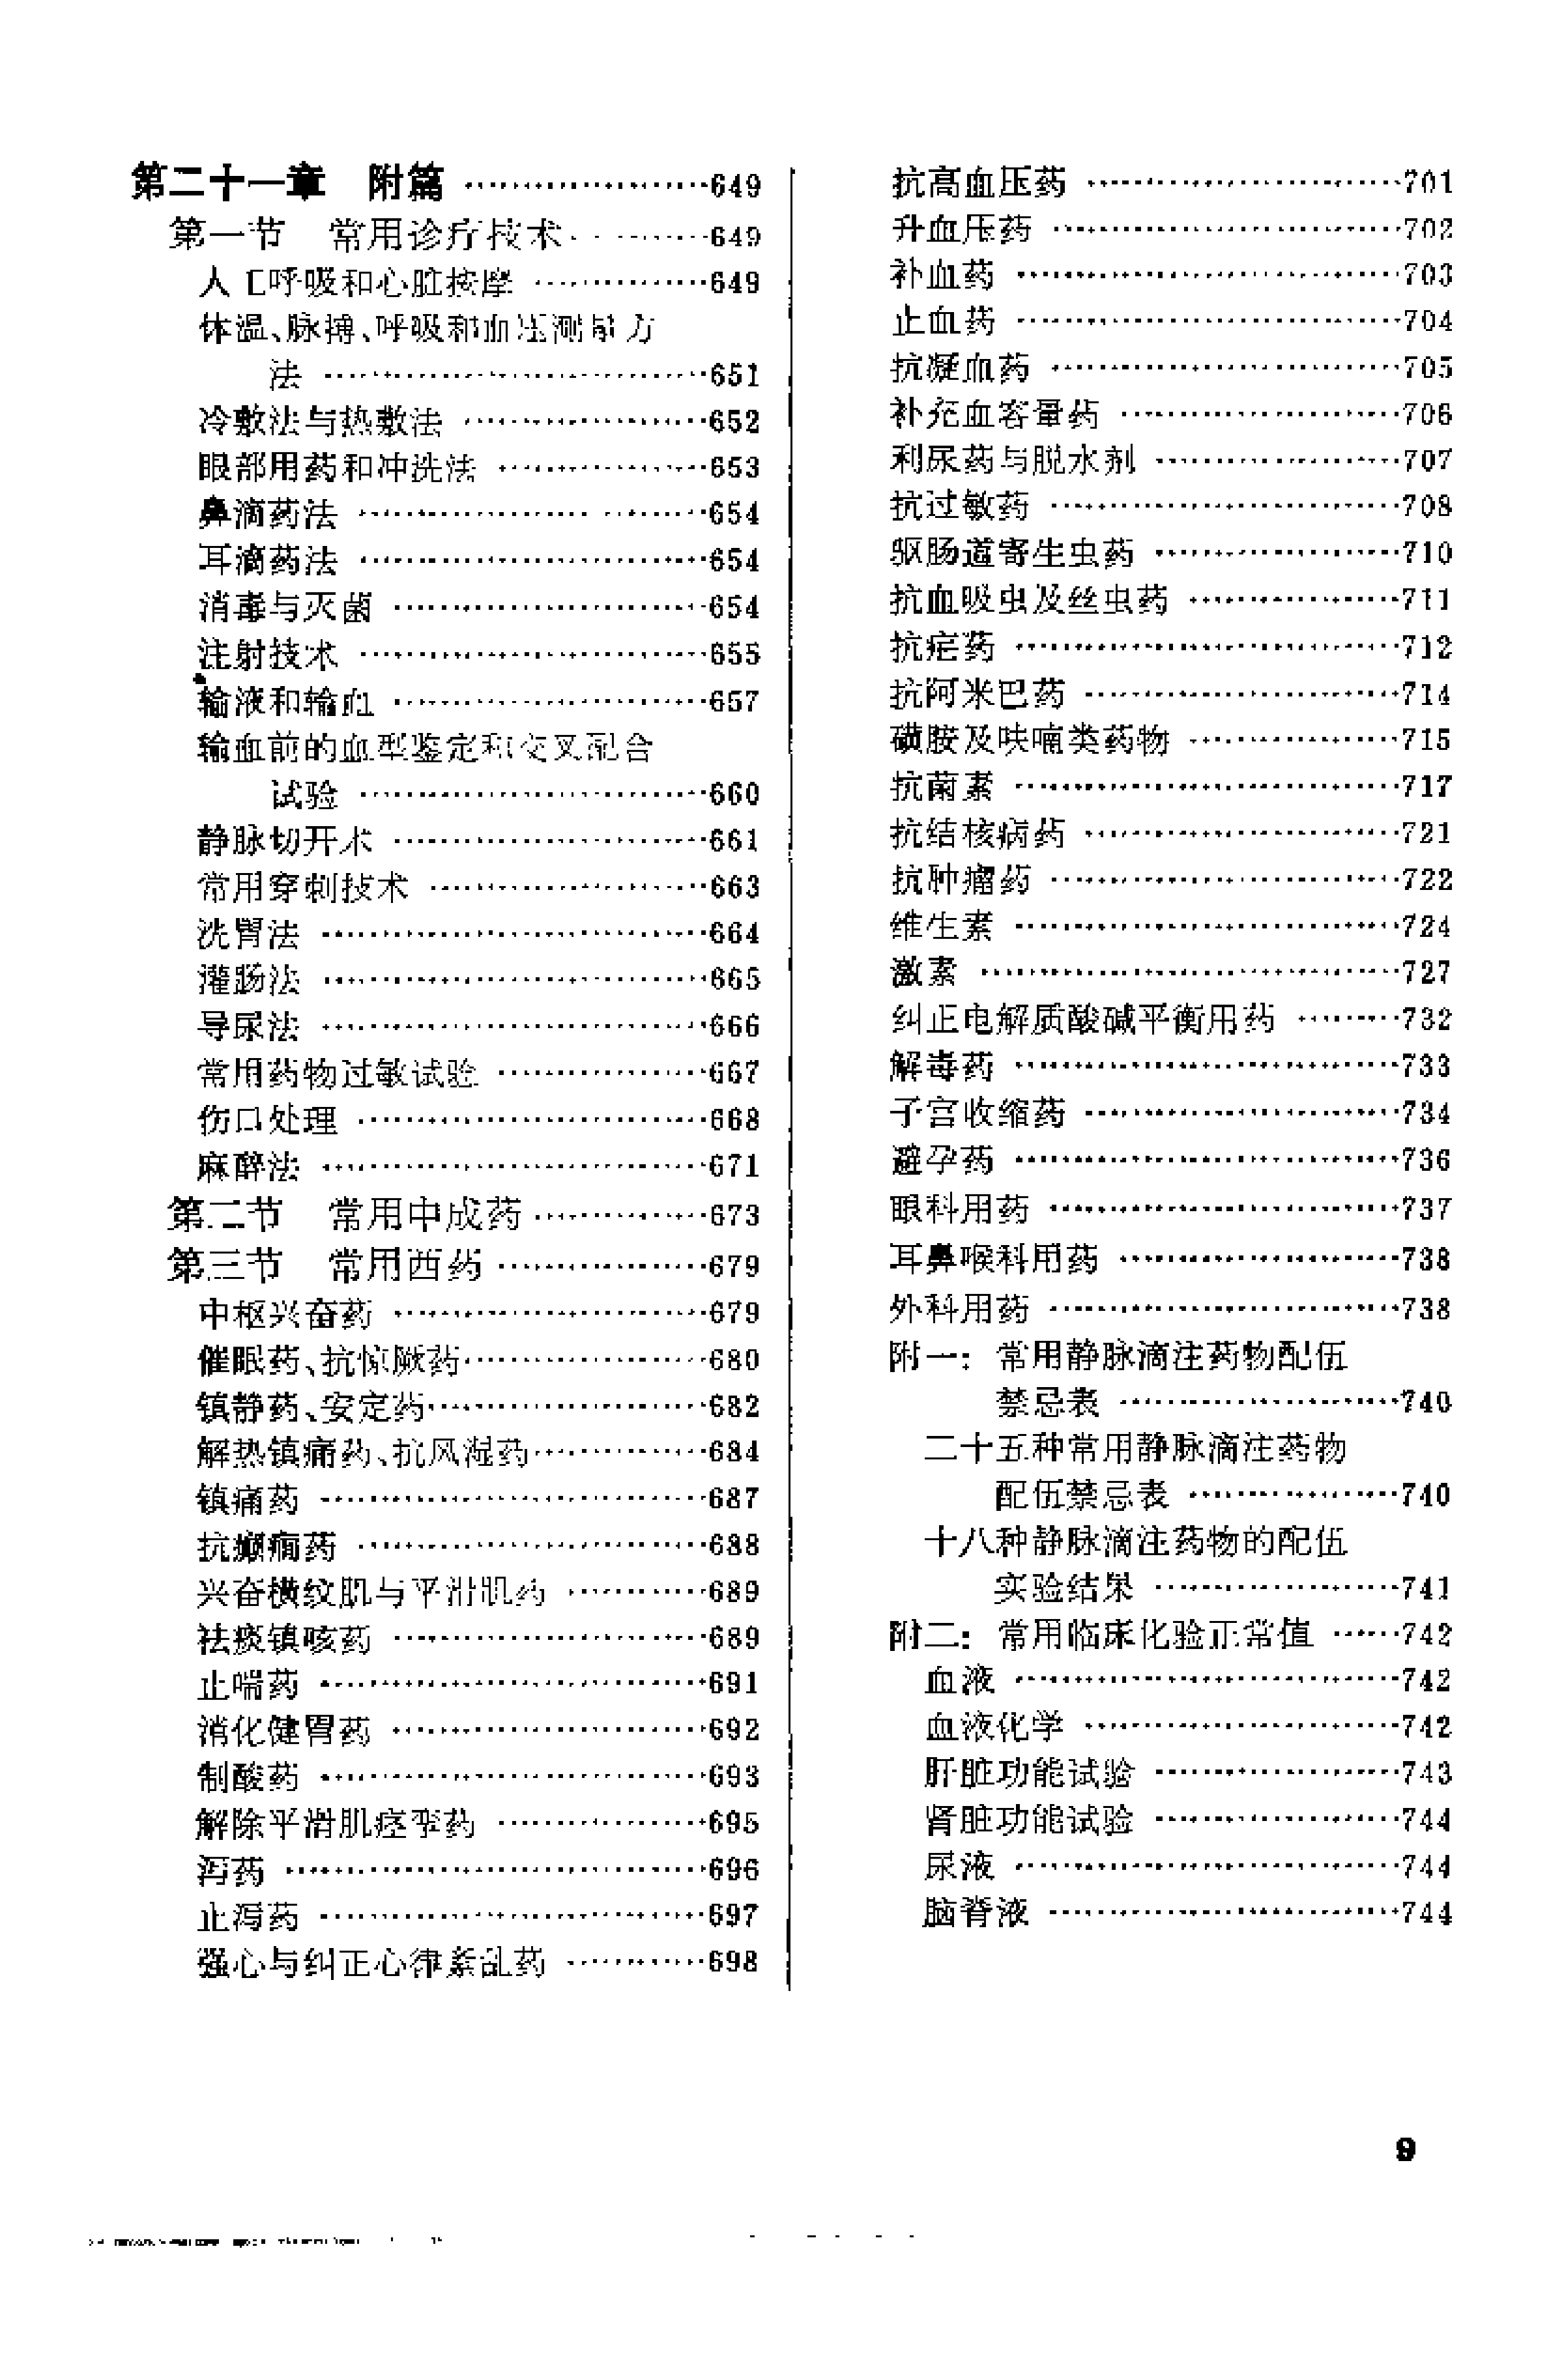 第二十一章　附篇 ……………649
第一节　常用诊疗技术……………649
人工呼吸和心脏按摩 ……………649
体温、脉搏、呼吸和血压测量方
法 ……………651
冷敷法与热敷法 ……………652
眼部用药和冲洗法 ……………653
鼻滴药法 ……………654
耳滴药法 ……………654
消毒与灭菌 ……………654
注射技术 ……………655
输液和输血 ……………657
输血前的血型鉴定和交叉配合
试验 ……………660
静脉切开术 ……………661
常用穿刺技术 ……………663
洗胃法 ……………664
灌肠法 ……………665
导尿法 ……………666
常用药物过敏试验 ……………667
伤口处理 ……………668
麻醉法 ……………671
第二节　常用中成药 ……………673
第三节　常用西药 ……………679
中枢兴奋药 ……………679
催眠药、抗惊厥药……………680
镇静药、安定药……………682
解热镇痛药、抗风湿药……………684
镇痛药 ……………687
抗癫痫药 ……………688
兴奋横纹肌与平滑肌药 ……………689
祛痰镇咳药 ……………689
止喘药 ……………691
消化健胃药 ……………692
制酸药 ……………693
解除平滑肌痉挛药 ……………695
泻药 ……………696
止泻药 ……………697
强心与纠正心律紊乱药 ……………698
抗高血压药 ……………701
升血压药 ……………702
补血药 ……………703
止血药 ……………704
抗凝血药 ……………705
补充血容量药 ……………706
利尿药与脱水剂 ……………707
抗过敏药 ……………708
驱肠道寄生虫药 ……………710
抗血吸虫及丝虫药 ……………711
抗疟药 ……………712
抗阿米巴药 ……………714
磺胺及呋喃类药物 ……………715
抗菌素 ……………717
抗结核病药 ……………721
抗肿瘤药 ……………722
维生素 ……………724
激素 ……………727
纠正电解质酸碱平衡用药 ………732
解毒药 ……………733
子宫收缩药 ……………734
避孕药 ……………736
眼科用药 ……………737
耳鼻喉科用药 ……………738
外科用药 ……………738
附一：常用静脉滴注药物配伍
禁忌表 ……………740
二十五种常用静脉滴注药物
配伍禁忌表 ……………740
十八种静脉滴注药物的配伍
实验结果 ……………741
附二：常用临床化验正常值 ……742
血液 ……………742
血液化学 ……………742
肝脏功能试验 ……………743
肾脏功能试验 ……………744
尿液 ……………744
脑脊液 ……………744
9